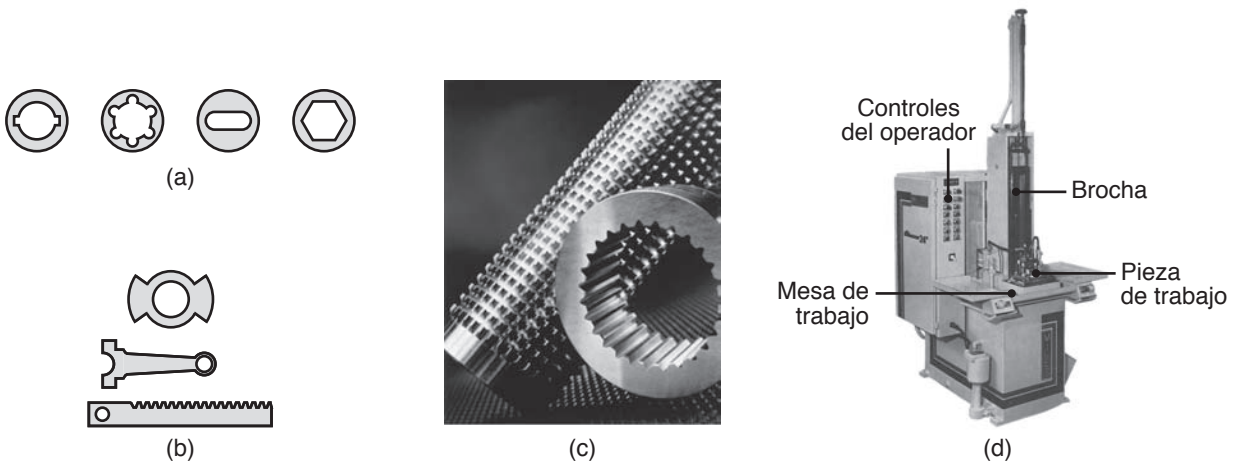 (a)
(b)
(c)
Controles
del operador
Brocha
Mesa de
trabajo
Pieza
de trabajo
(d)